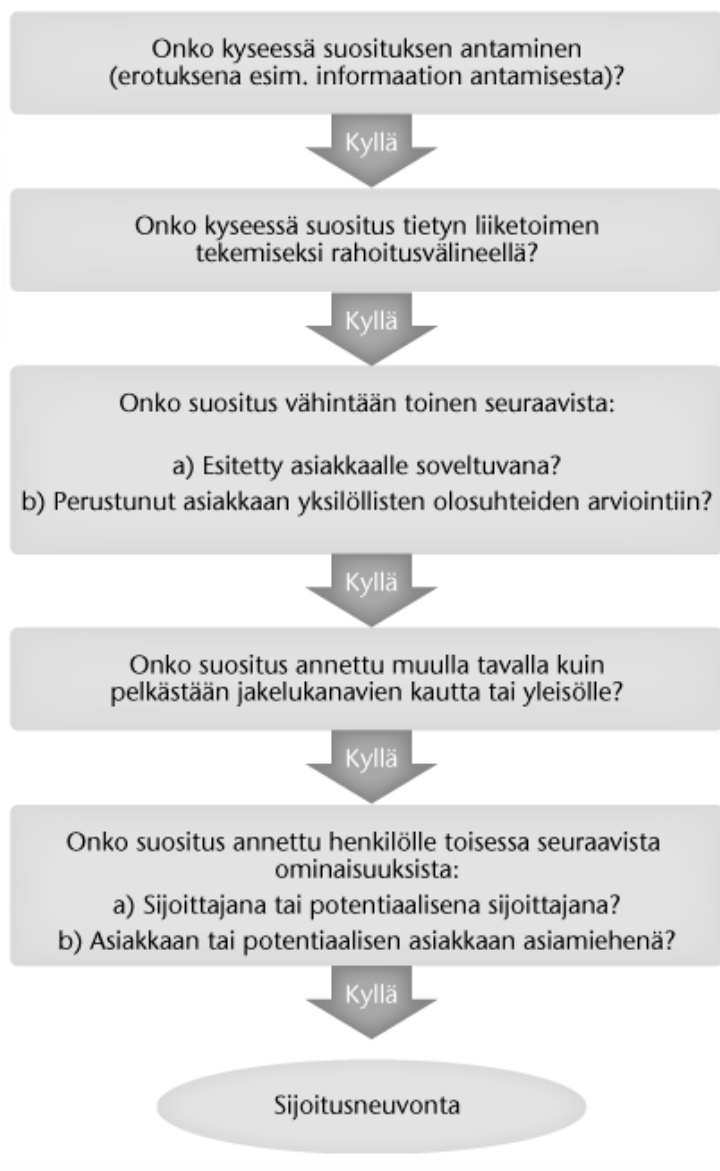 Onko kyseessä suosituksen antaminen
(erotuksena esim. informaation antamisesta)?
Kyllä
Onko kyseessä suositus tietyn liiketoimen
tekemiseksi rahoitusvälineellä?
Kyllä
Onko suositus vähintään toinen seuraavista:
a) Esitetty asiakkaalle soveltuvana?
b) Perustunut asiakkaan yksilöllisten olosuhteiden arviointiin?
Kyllä
Onko suositus annettu muulla tavalla kuin
pelkästään jakelukanavien kautta tai yleisölle?
Kyllä
Onko suositus annettu henkilölle toisessa seuraavista
ominaisuuksista:
a) Sijoittajana tai potentiaalisena sijoittajana?
b) Asiakkaan tai potentiaalisen asiakkaan asiamiehenä?
Kyllä
Sijoitusneuvonta